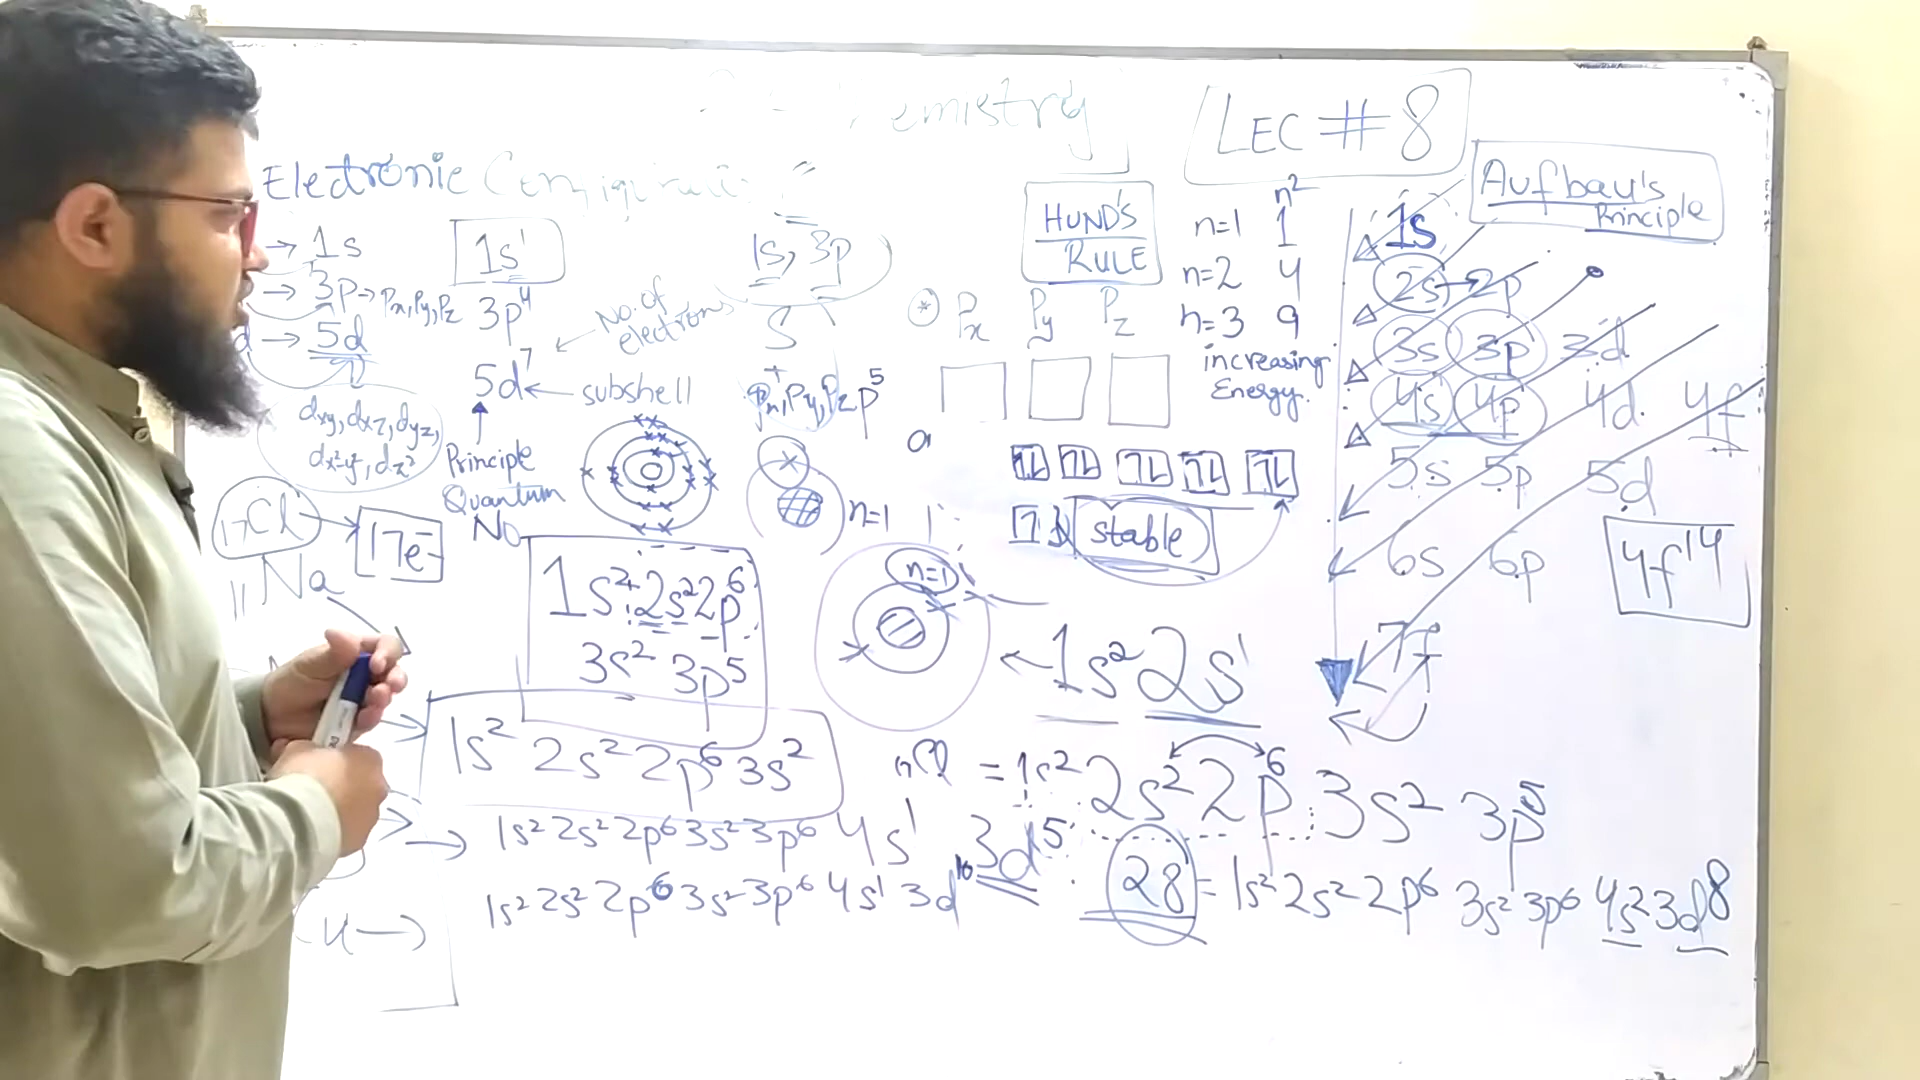 emistry
LEC # 8
Electronic
→ 1s
1s¹
1s, 3p
→ 3p → Px, Py, Pz
3p⁴
d → 5d
5d⁷ ← subshell
No. of electrons
S
Px, Py, Pz p⁵
dxy, dxz, dyz,
dx²-y², dz²
Principle
Quantum
No
HUND'S
RULE
n²
n=1 1
n=2 4
n=3 9
increasing
Energy.
Px Py Pz
Aufbau's
Principle
1s
2s → 2p
3s 3p 3d
4s 4p 4d 4f
5s 5p 5d
6s 6p
7f
4f¹⁴
17Cl → 17e⁻
11Na
n=1
stable
n=1
1s² 2s² 2p⁶
3s² 3p⁵
← 1s² 2s¹
1s² 2s² 2p⁶ 3s²
17Cl = 1s² 2s² 2p⁶ 3s² 3p⁵
→ 1s² 2s² 2p⁶ 3s² 3p⁶ 4s¹ 3d⁵
1s² 2s² 2p⁶ 3s² 3p⁶ 4s¹ 3d¹⁰
28 = 1s² 2s² 2p⁶ 3s² 3p⁶ 4s² 3d⁸